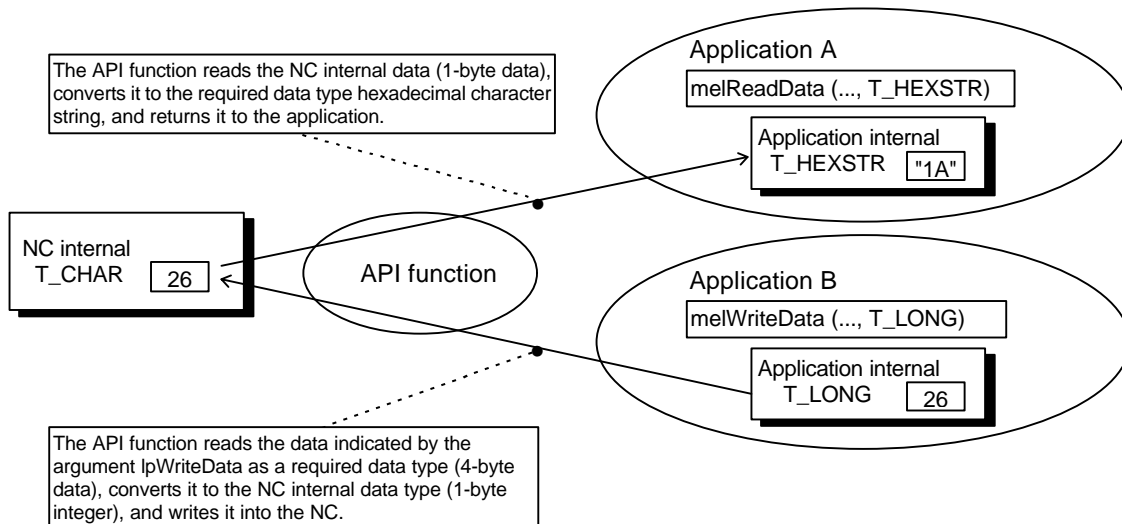 The API function reads the NC internal data (1-byte data),
converts it to the required data type hexadecimal character
string, and returns it to the application.
Application A
melReadData (..., T_HEXSTR)
Application internal
T_HEXSTR "1A"
NC internal
T_CHAR 26
API function
Application B
melWriteData (..., T_LONG)
Application internal
T_LONG 26
The API function reads the data indicated by the
argument lpWriteData as a required data type (4-byte
data), converts it to the NC internal data type (1-byte
integer), and writes it into the NC.